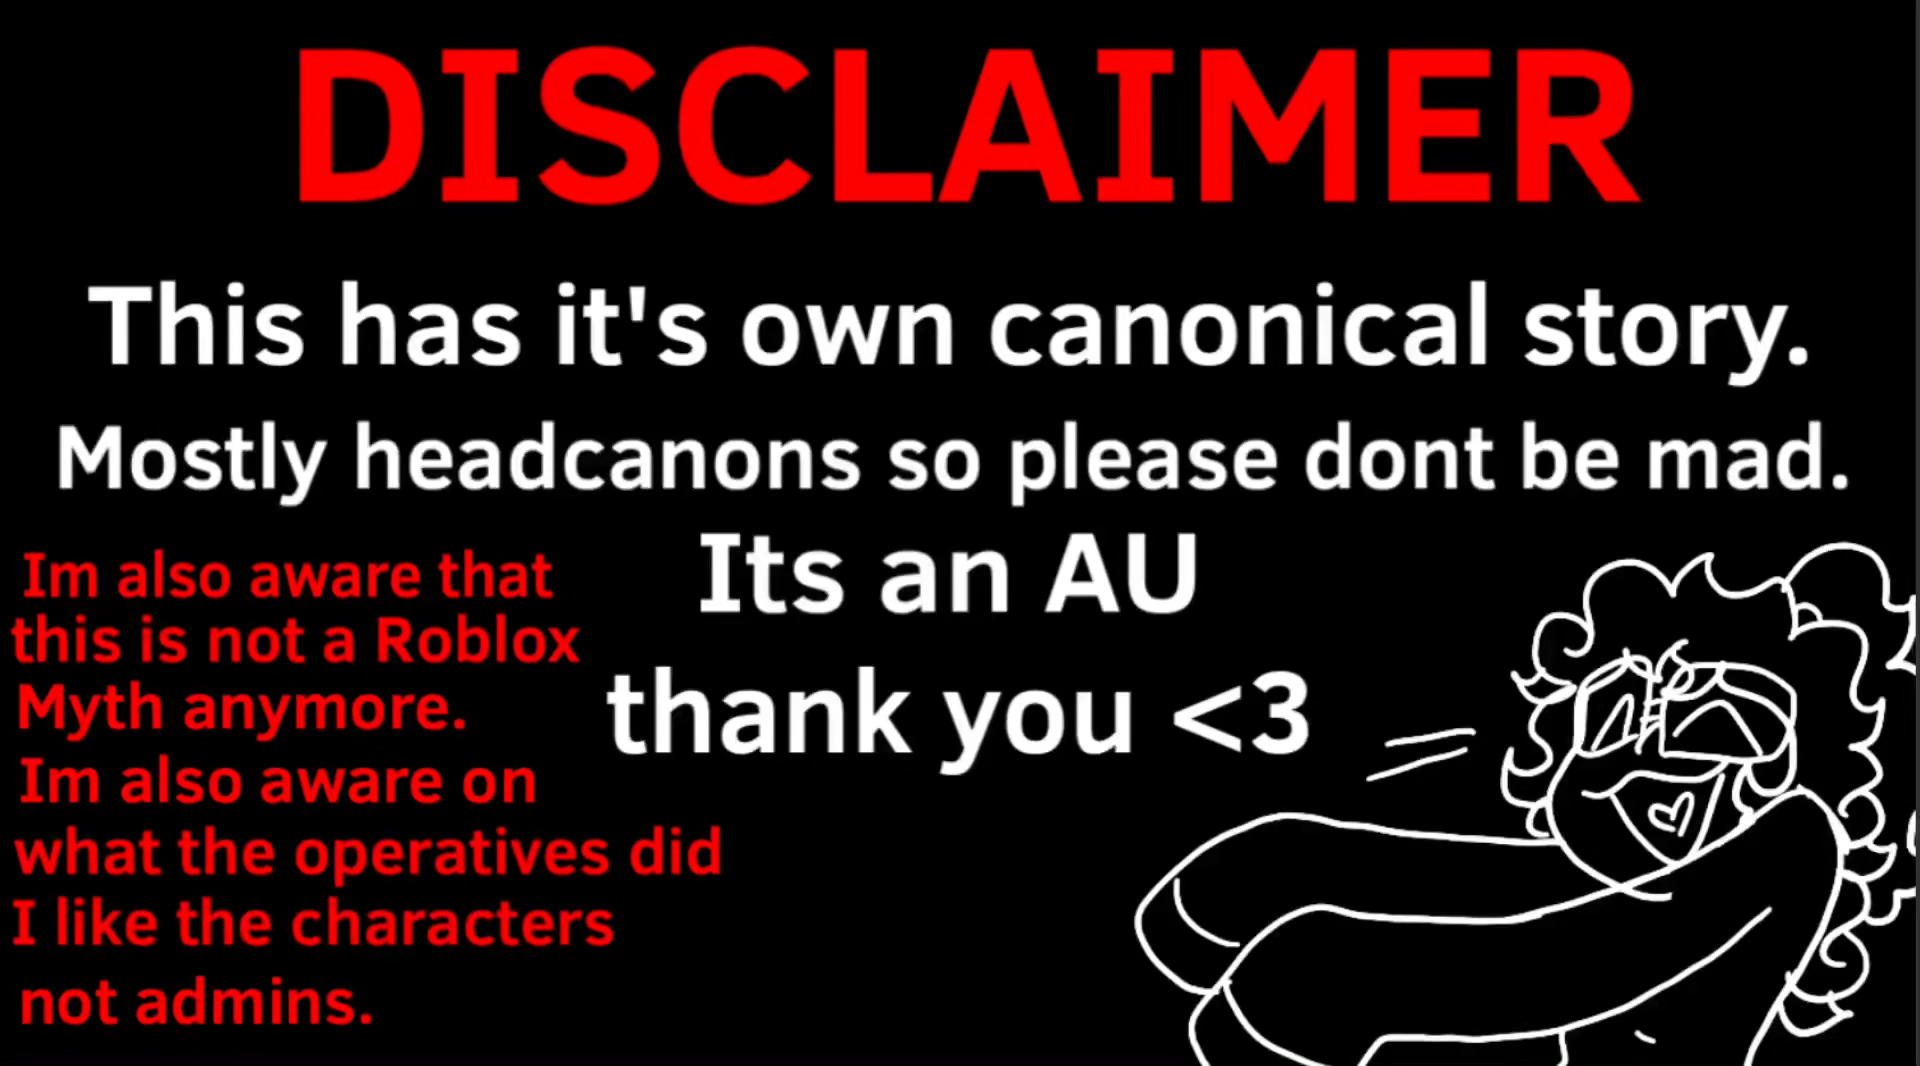 DISCLAIMER
This has it's own canonical story.
Mostly headcanons so please dont be mad.
Its an AU
thank you <3
Im also aware that
this is not a Roblox
Myth anymore.
Im also aware on
what the operatives did
I like the characters
not admins.